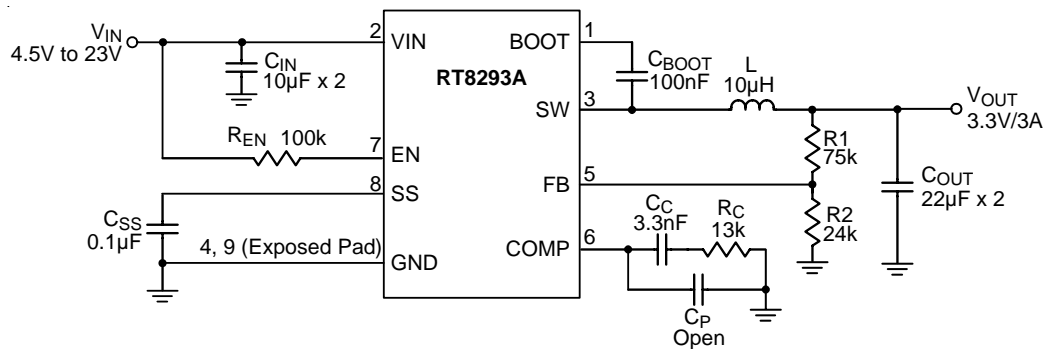 VIN
4.5V to 23V
CIN
10µF x 2
REN 100k
CSS
0.1µF
4, 9 (Exposed Pad)
2
7
8
VIN
EN
SS
GND
RT8293A
BOOT
SW
FB
COMP
1
3
5
6
CBOOT
100nF
L
10µH
VOUT
3.3V/3A
R1
75k
COUT
22µF x 2
R2
24k
CC
3.3nF
RC
13k
CP
Open